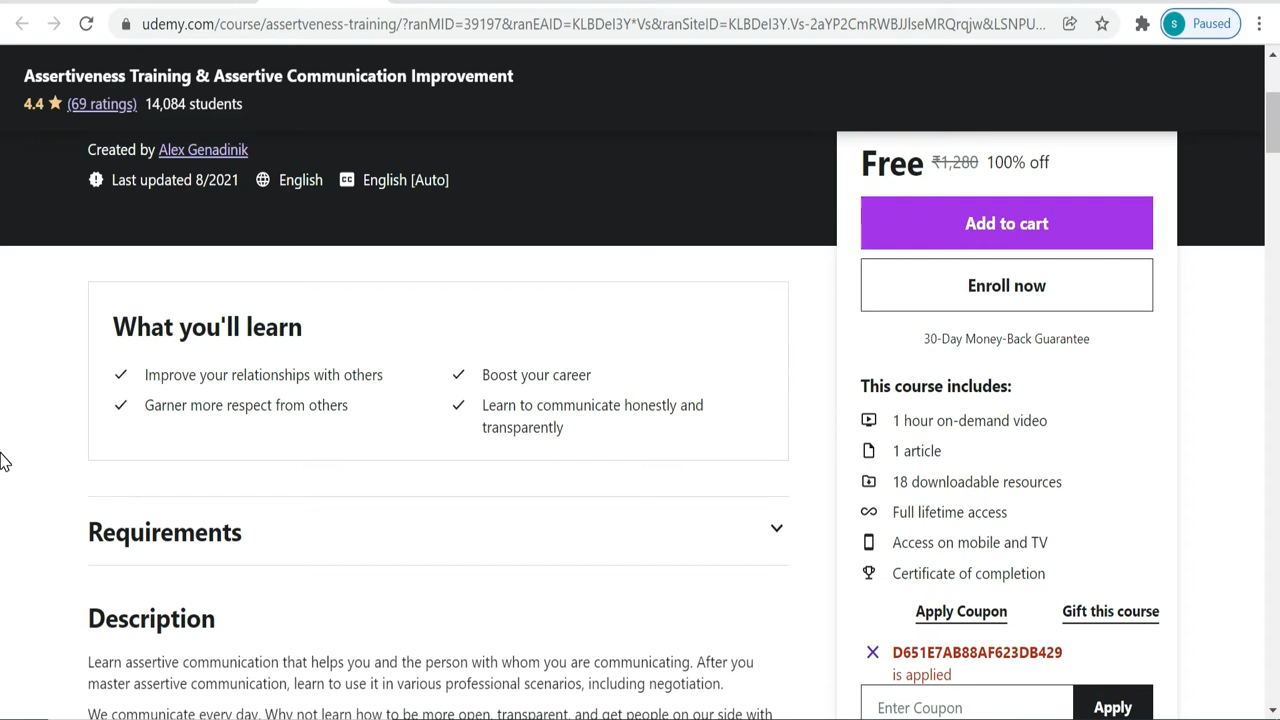 udemy.com/course/assertveness-training/?ranMID=39197&ranEAID=KLBDeI3Y*Vs&ranSiteID=KLBDeI3Y.Vs-2aYP2CmRWBJJlseMRQrqjw&LSNPU...
S Paused
Assertiveness Training & Assertive Communication Improvement
4.4 ★ (69 ratings) 14,084 students
Created by Alex Genadinik
Last updated 8/2021 English CC English [Auto]
Free ₹1,280 100% off
Add to cart
Enroll now
30-Day Money-Back Guarantee
What you'll learn
Improve your relationships with others
Boost your career
Garner more respect from others
Learn to communicate honestly and
transparently
This course includes:
1 hour on-demand video
1 article
18 downloadable resources
Full lifetime access
Access on mobile and TV
Certificate of completion
Apply Coupon Gift this course
D651E7AB88AF623DB429
is applied
Enter Coupon Apply
Requirements
Description
Learn assertive communication that helps you and the person with whom you are communicating. After you
master assertive communication, learn to use it in various professional scenarios, including negotiation.
We communicate every day. Why not learn how to be more open, transparent, and get people on our side with